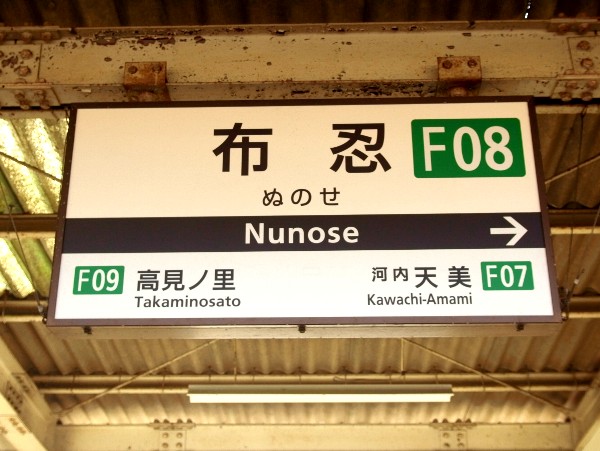 布忍 F08
ぬのせ
Nunose →
F09 高見ノ里 河内天美 F07
Takaminosato Kawachi-Amami